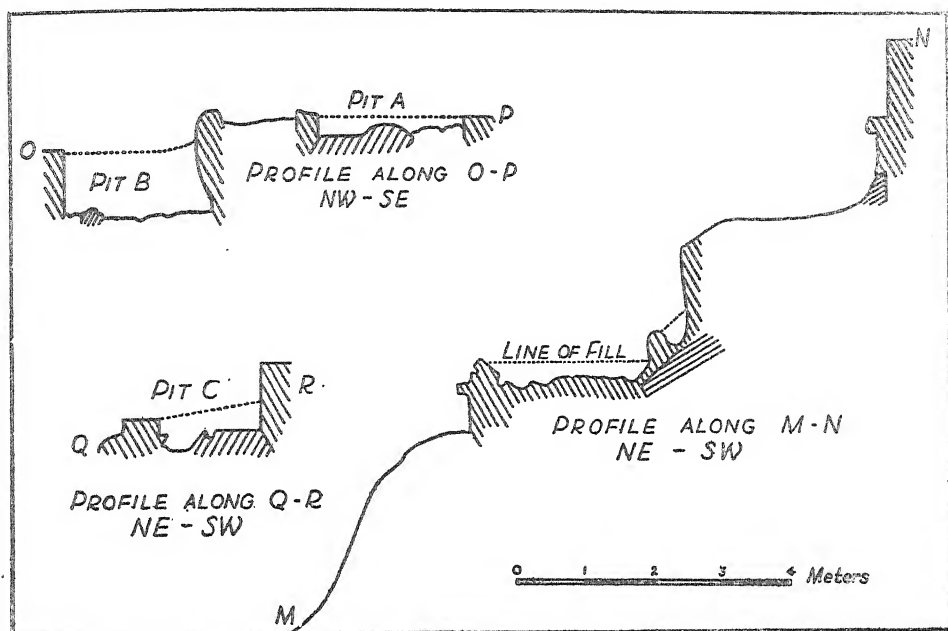 N
PIT A
O
P
PIT B
PROFILE ALONG O-P
NW-SE
LINE OF FILL
PIT C
R
Q
PROFILE ALONG M-N
NE - SW
PROFILE ALONG Q-R
NE - SW
0 1 2 3 4 Meters
M